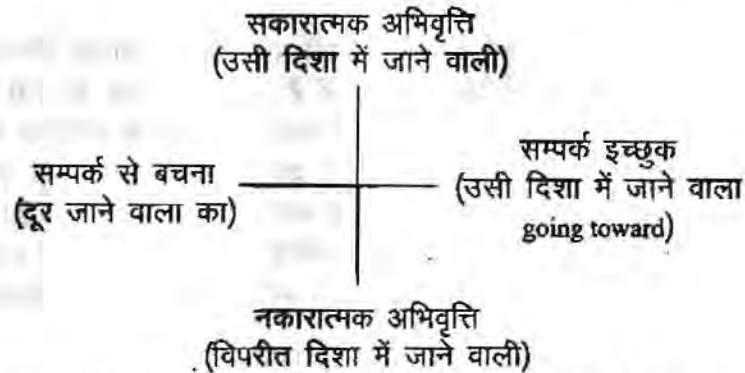 सकारात्मक अभिवृत्ति
(उसी दिशा में जाने वाली)
सम्पर्क से बचना
(दूर जाने वाला का)
सम्पर्क इच्छुक
(उसी दिशा में जाने वाला
going toward)
नकारात्मक अभिवृत्ति
(विपरीत दिशा में जाने वाली)